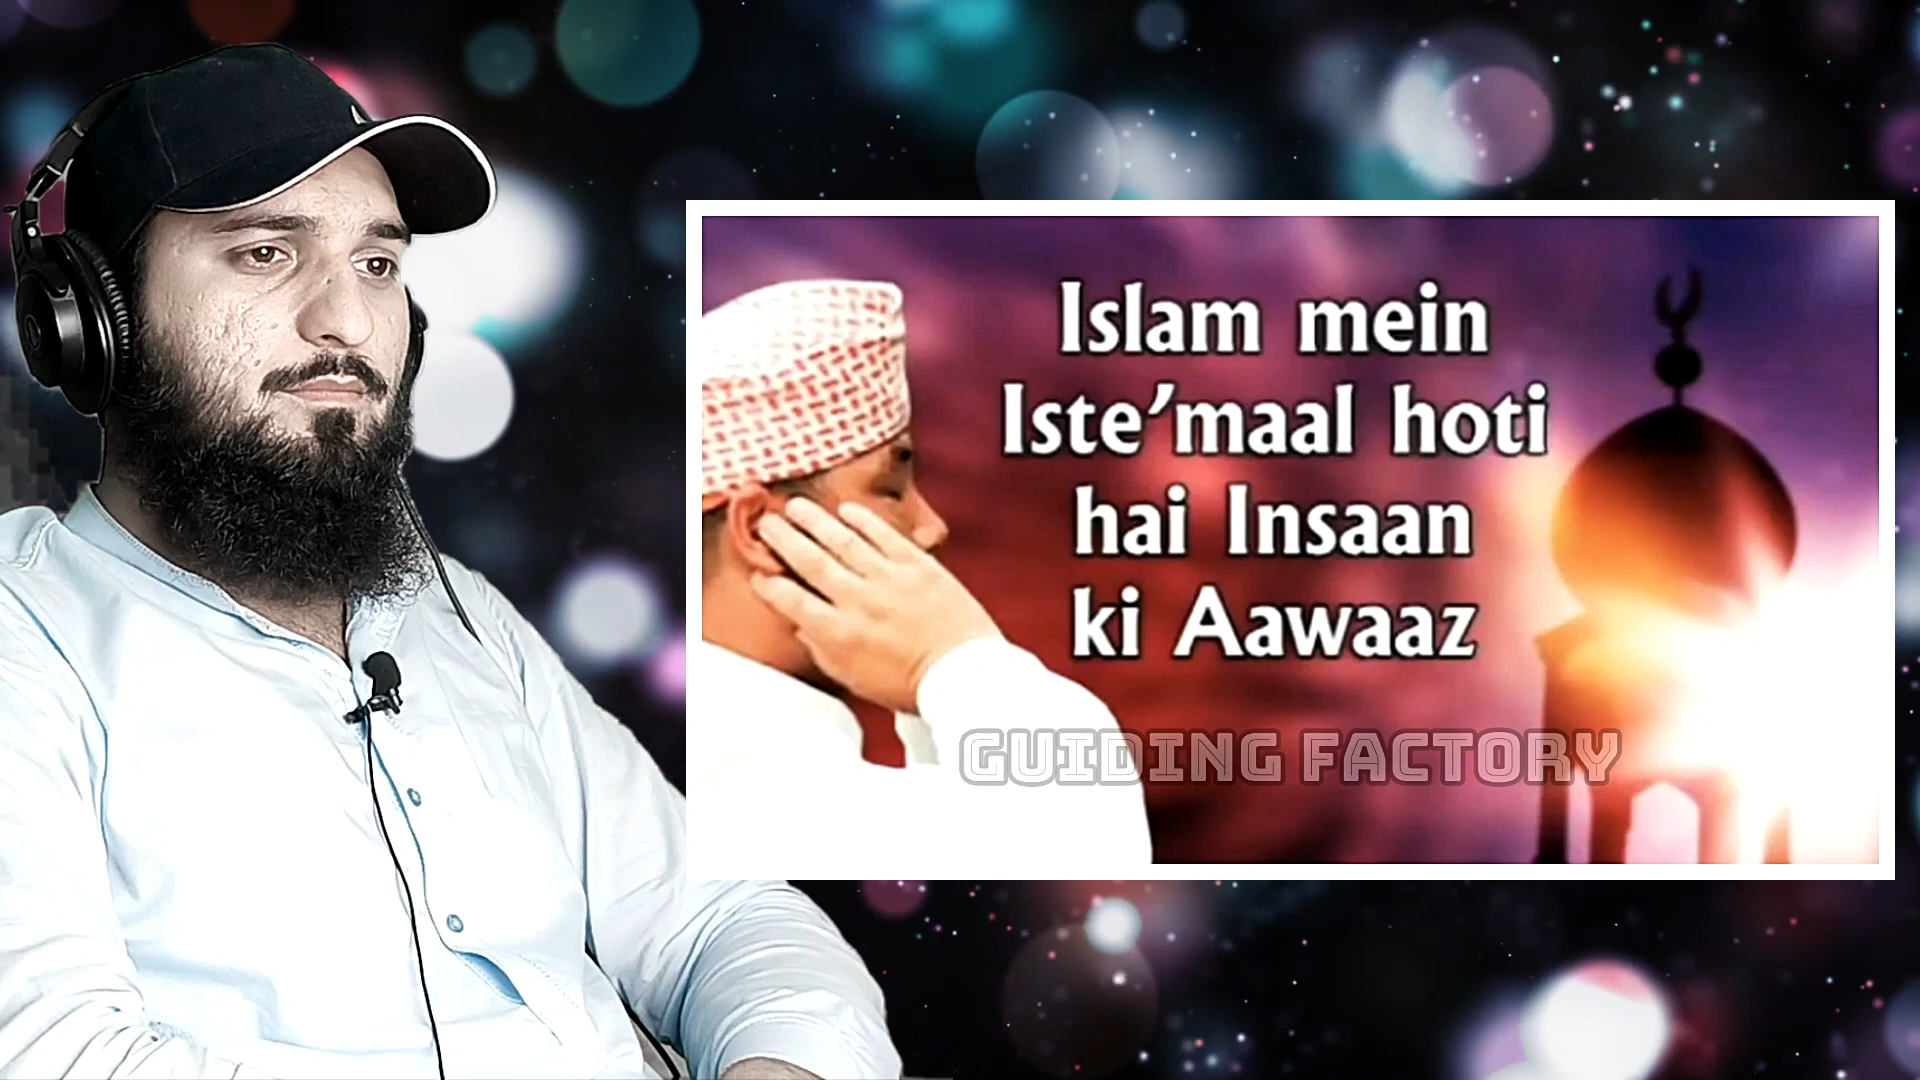 Islam mein
Iste'maal hoti
hai Insaan
ki Aawaaz
GUIDING FACTORY